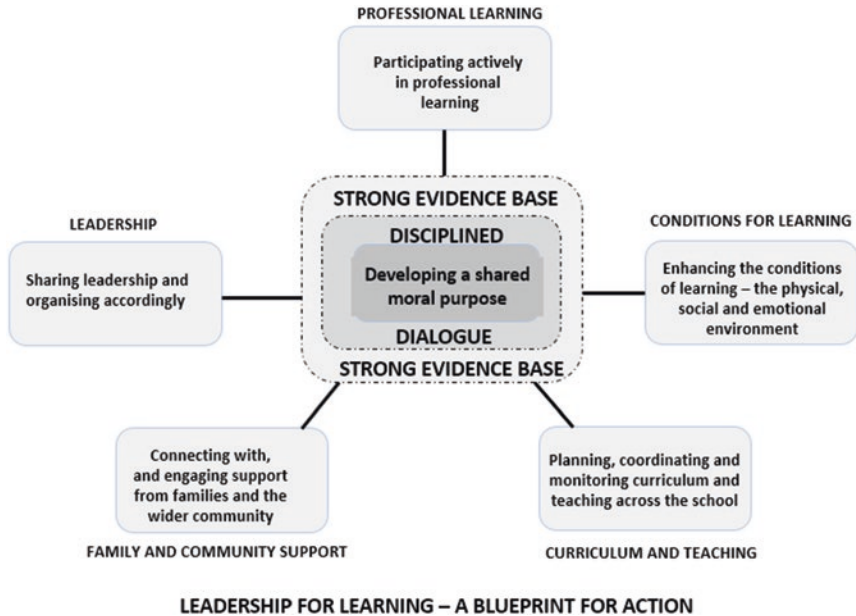 PROFESSIONAL LEARNING
Participating actively
in professional
learning
STRONG EVIDENCE BASE
LEADERSHIP
CONDITIONS FOR LEARNING
DISCIPLINED
Sharing leadership and
organising accordingly
Developing a shared
moral purpose
Enhancing the conditions
of learning – the physical,
social and emotional
environment
DIALOGUE
STRONG EVIDENCE BASE
Connecting with,
and engaging support
from families and the
wider community
Planning, coordinating and
monitoring curriculum and
teaching across the school
FAMILY AND COMMUNITY SUPPORT
CURRICULUM AND TEACHING
LEADERSHIP FOR LEARNING – A BLUEPRINT FOR ACTION